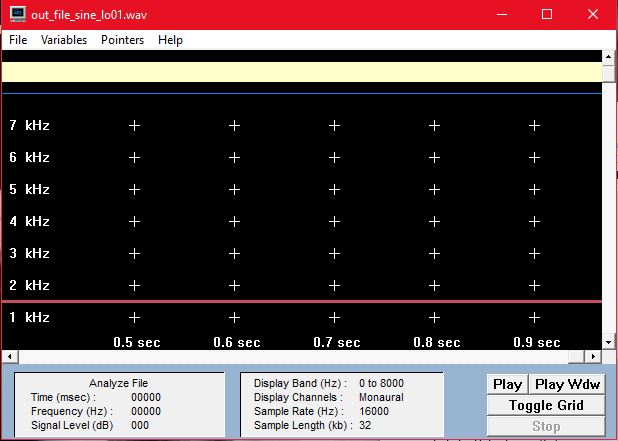 out_file_sine_lo01.wav
File Variables Pointers Help
7 kHz
6 kHz
5 kHz
4 kHz
3 kHz
2 kHz
1 kHz
0.5 sec 0.6 sec 0.7 sec 0.8 sec 0.9 sec
Analyze File
Time (msec) : 00000
Frequency (Hz) : 00000
Signal Level (dB) 000
Display Band (Hz) : 0 to 8000
Display Channels : Monaural
Sample Rate (Hz) : 16000
Sample Length (kb) : 32
Play Play Wdw
Toggle Grid
Stop